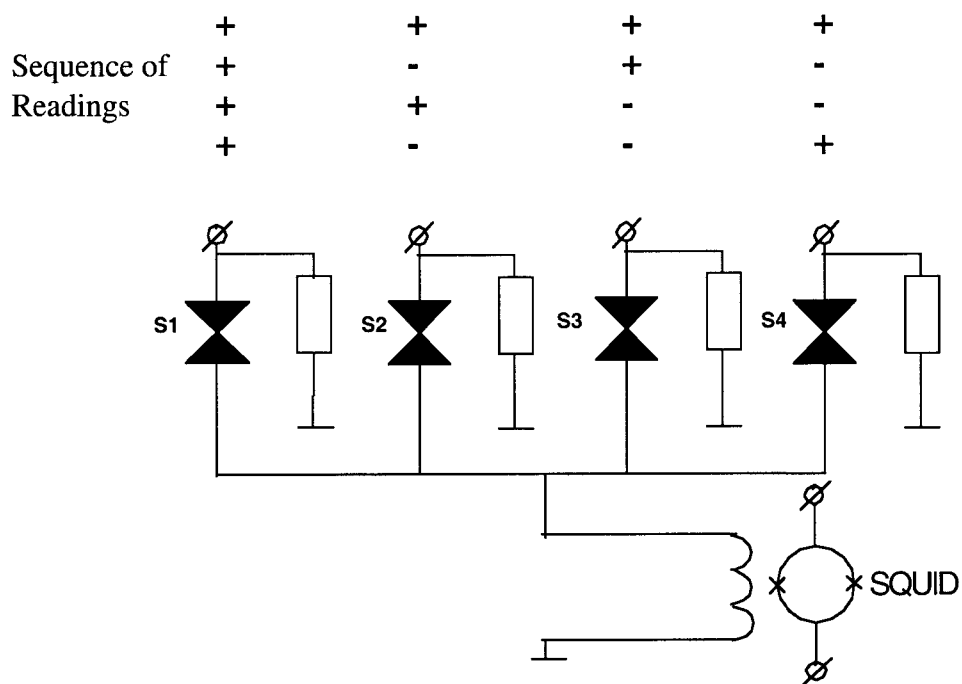 + + + +
Sequence of + - + -
Readings + + - -
+ - - +
S1 S2 S3 S4
SQUID